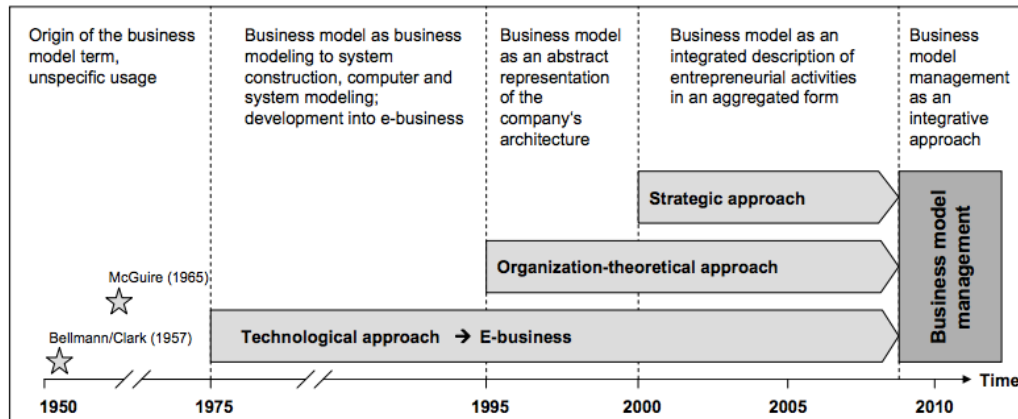 Origin of the business
model term,
unspecific usage
Business model as business
modeling to system
construction, computer and
system modeling;
development into e-business
Business model
as an abstract
representation
of the
company's
architecture
Business model as an
integrated description of
entrepreneurial activities
in an aggregated form
Business
model
management
as an
integrative
approach
Strategic approach
Organization-theoretical approach
McGuire (1965)
Bellmann/Clark (1957)
Technological approach → E-business
Business model
management
Time
1950
1975
1995
2000
2005
2010